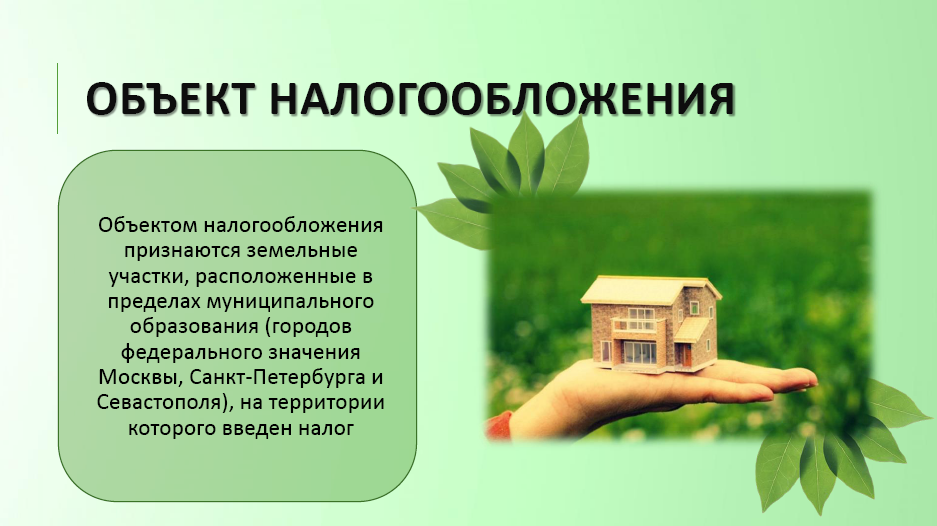 ОБЪЕКТ НАЛОГООБЛОЖЕНИЯ
Объектом налогообложения
признаются земельные
участки, расположенные в
пределах муниципального
образования (городов
федерального значения
Москвы, Санкт-Петербурга и
Севастополя), на территории
которого введен налог